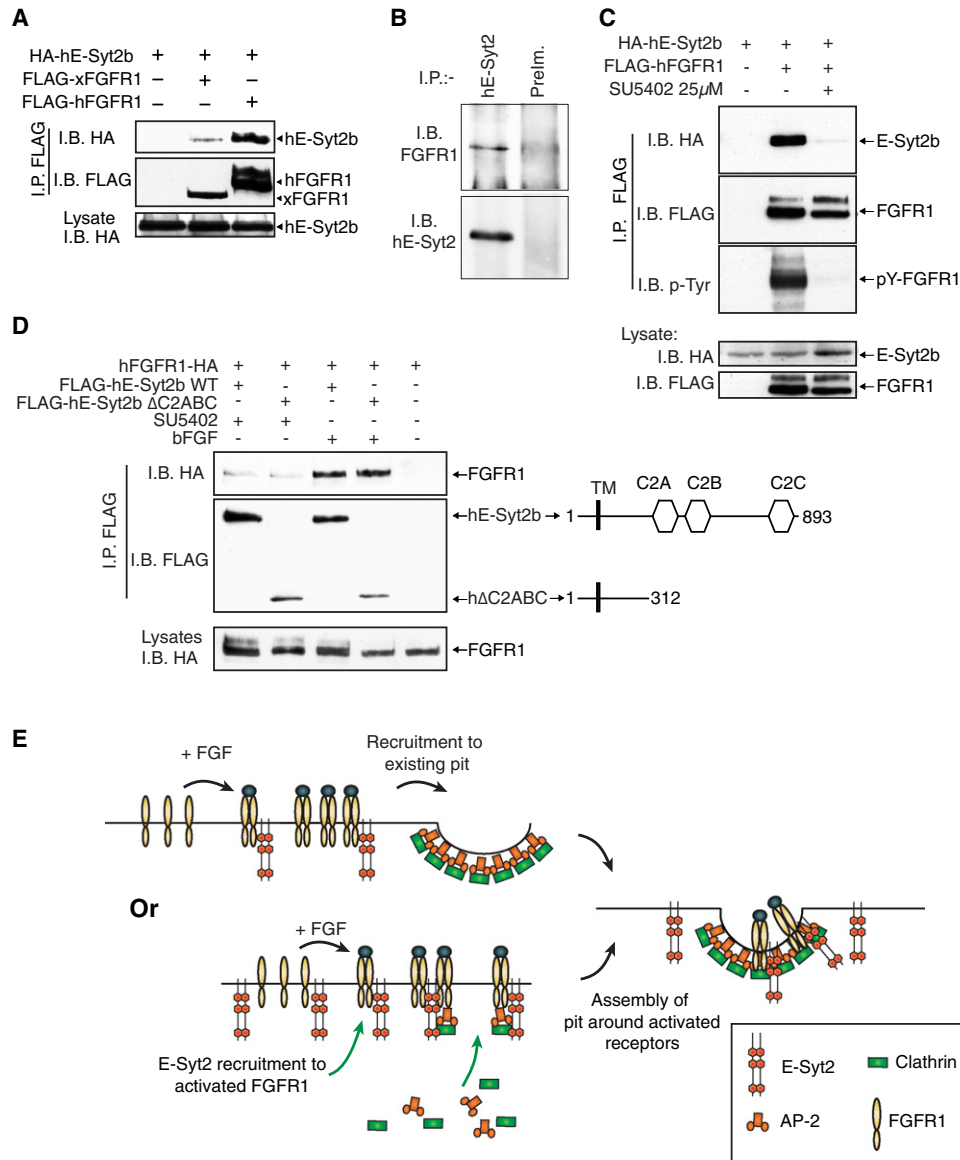 A
HA-hE-Syt2b + + +
FLAG-xFGFR1 – + –
FLAG-hFGFR1 – – +
I.P. FLAG
I.B. HA
hE-Syt2b
I.B. FLAG
hFGFR1
xFGFR1
Lysate
I.B. HA
hE-Syt2b
B
I.P.:-
hE-Syt2
PreIm.
I.B.
FGFR1
I.B.
hE-Syt2
C
HA-hE-Syt2b + + +
FLAG-hFGFR1 - + +
SU5402 25µM - - +
I.P. FLAG
I.B. HA
E-Syt2b
I.B. FLAG
FGFR1
I.B. p-Tyr
pY-FGFR1
Lysate:
I.B. HA
E-Syt2b
I.B. FLAG
FGFR1
D
hFGFR1-HA + + + + +
FLAG-hE-Syt2b WT + - + - -
FLAG-hE-Syt2b ΔC2ABC - + - + -
SU5402 + + - - -
bFGF - - + + -
I.P. FLAG
I.B. HA
FGFR1
I.B. FLAG
hE-Syt2b
hΔC2ABC
Lysates
I.B. HA
FGFR1
TM C2A C2B C2C
1 893
1 312
E
+ FGF
Recruitment to
existing pit
Or
+ FGF
E-Syt2 recruitment to
activated FGFR1
Assembly of
pit around activated
receptors
E-Syt2
Clathrin
AP-2
FGFR1